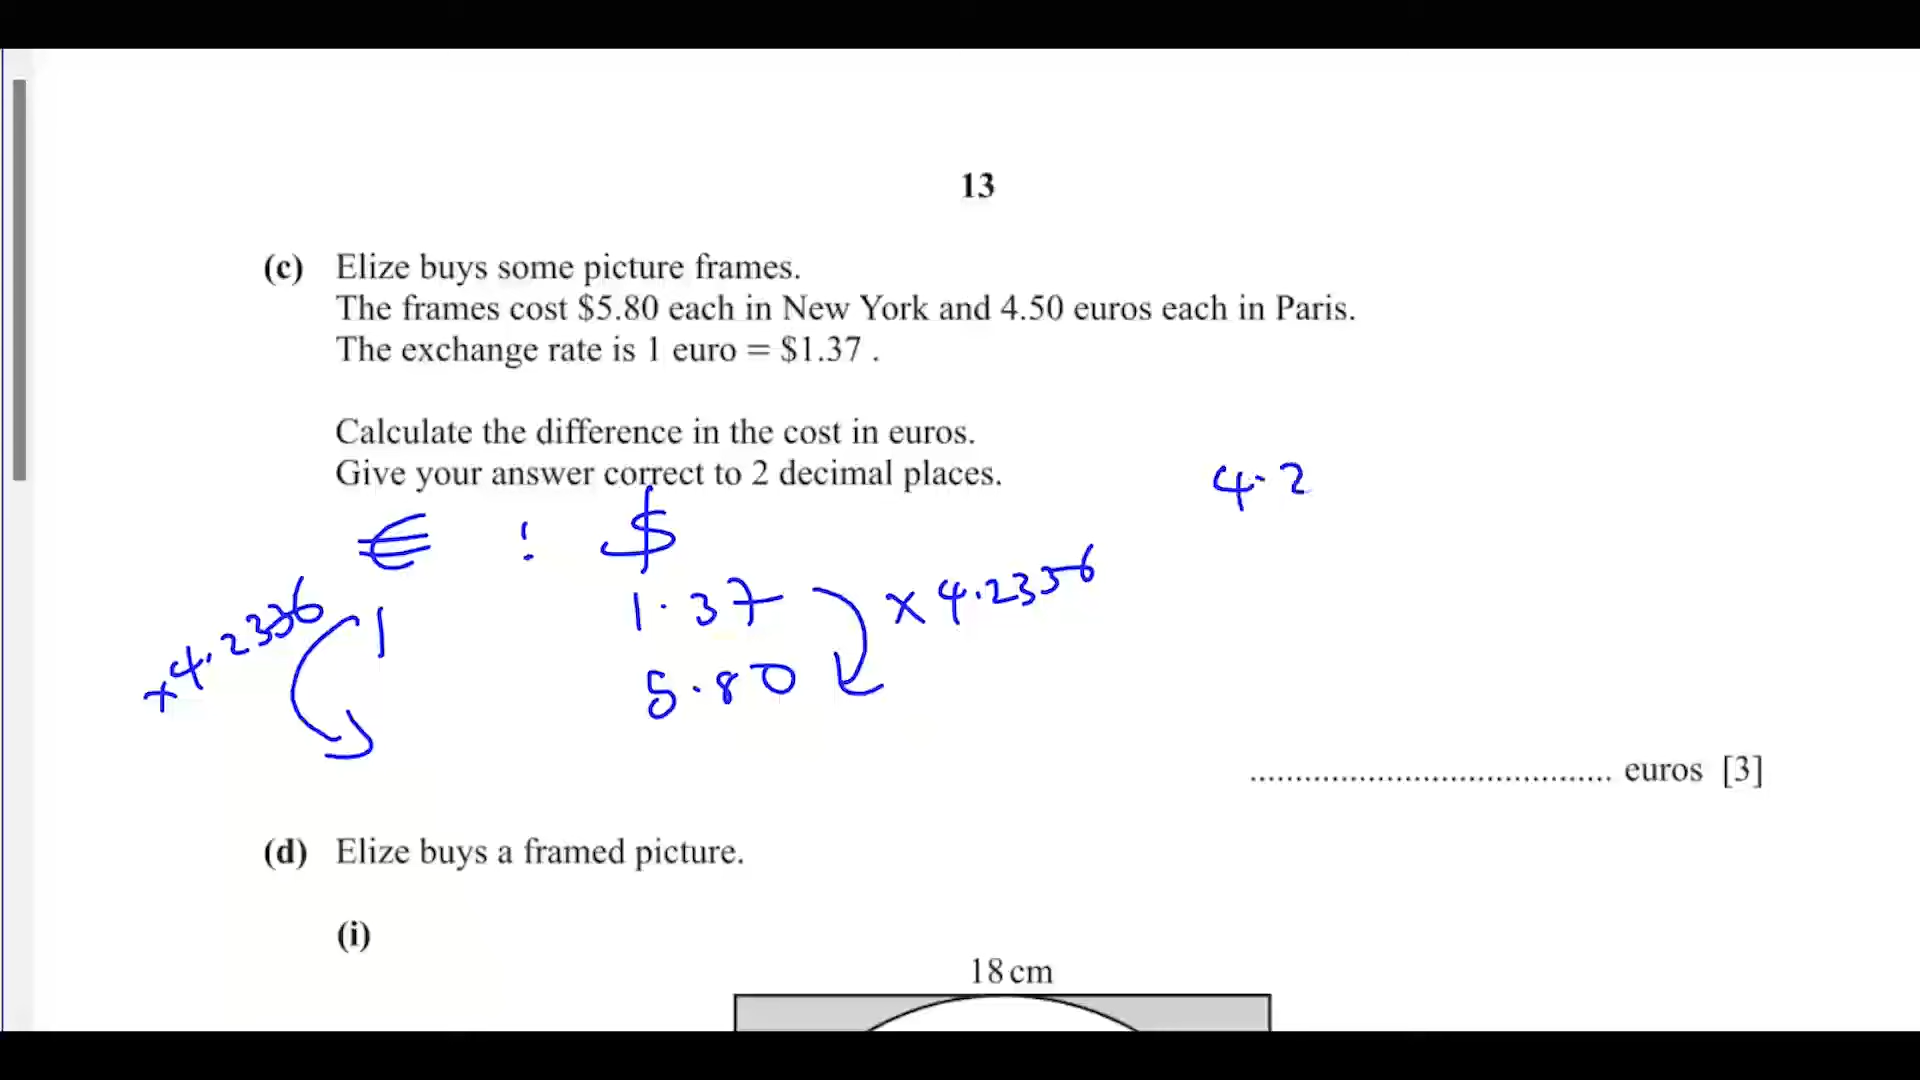 13
(c) Elize buys some picture frames.
The frames cost $5.80 each in New York and 4.50 euros each in Paris.
The exchange rate is 1 euro = $1.37 .
Calculate the difference in the cost in euros.
Give your answer correct to 2 decimal places.
4.2
€ : $
×4.2336 1 1.37 ×4.2336
5.80
........................................ euros [3]
(d) Elize buys a framed picture.
(i)
18 cm